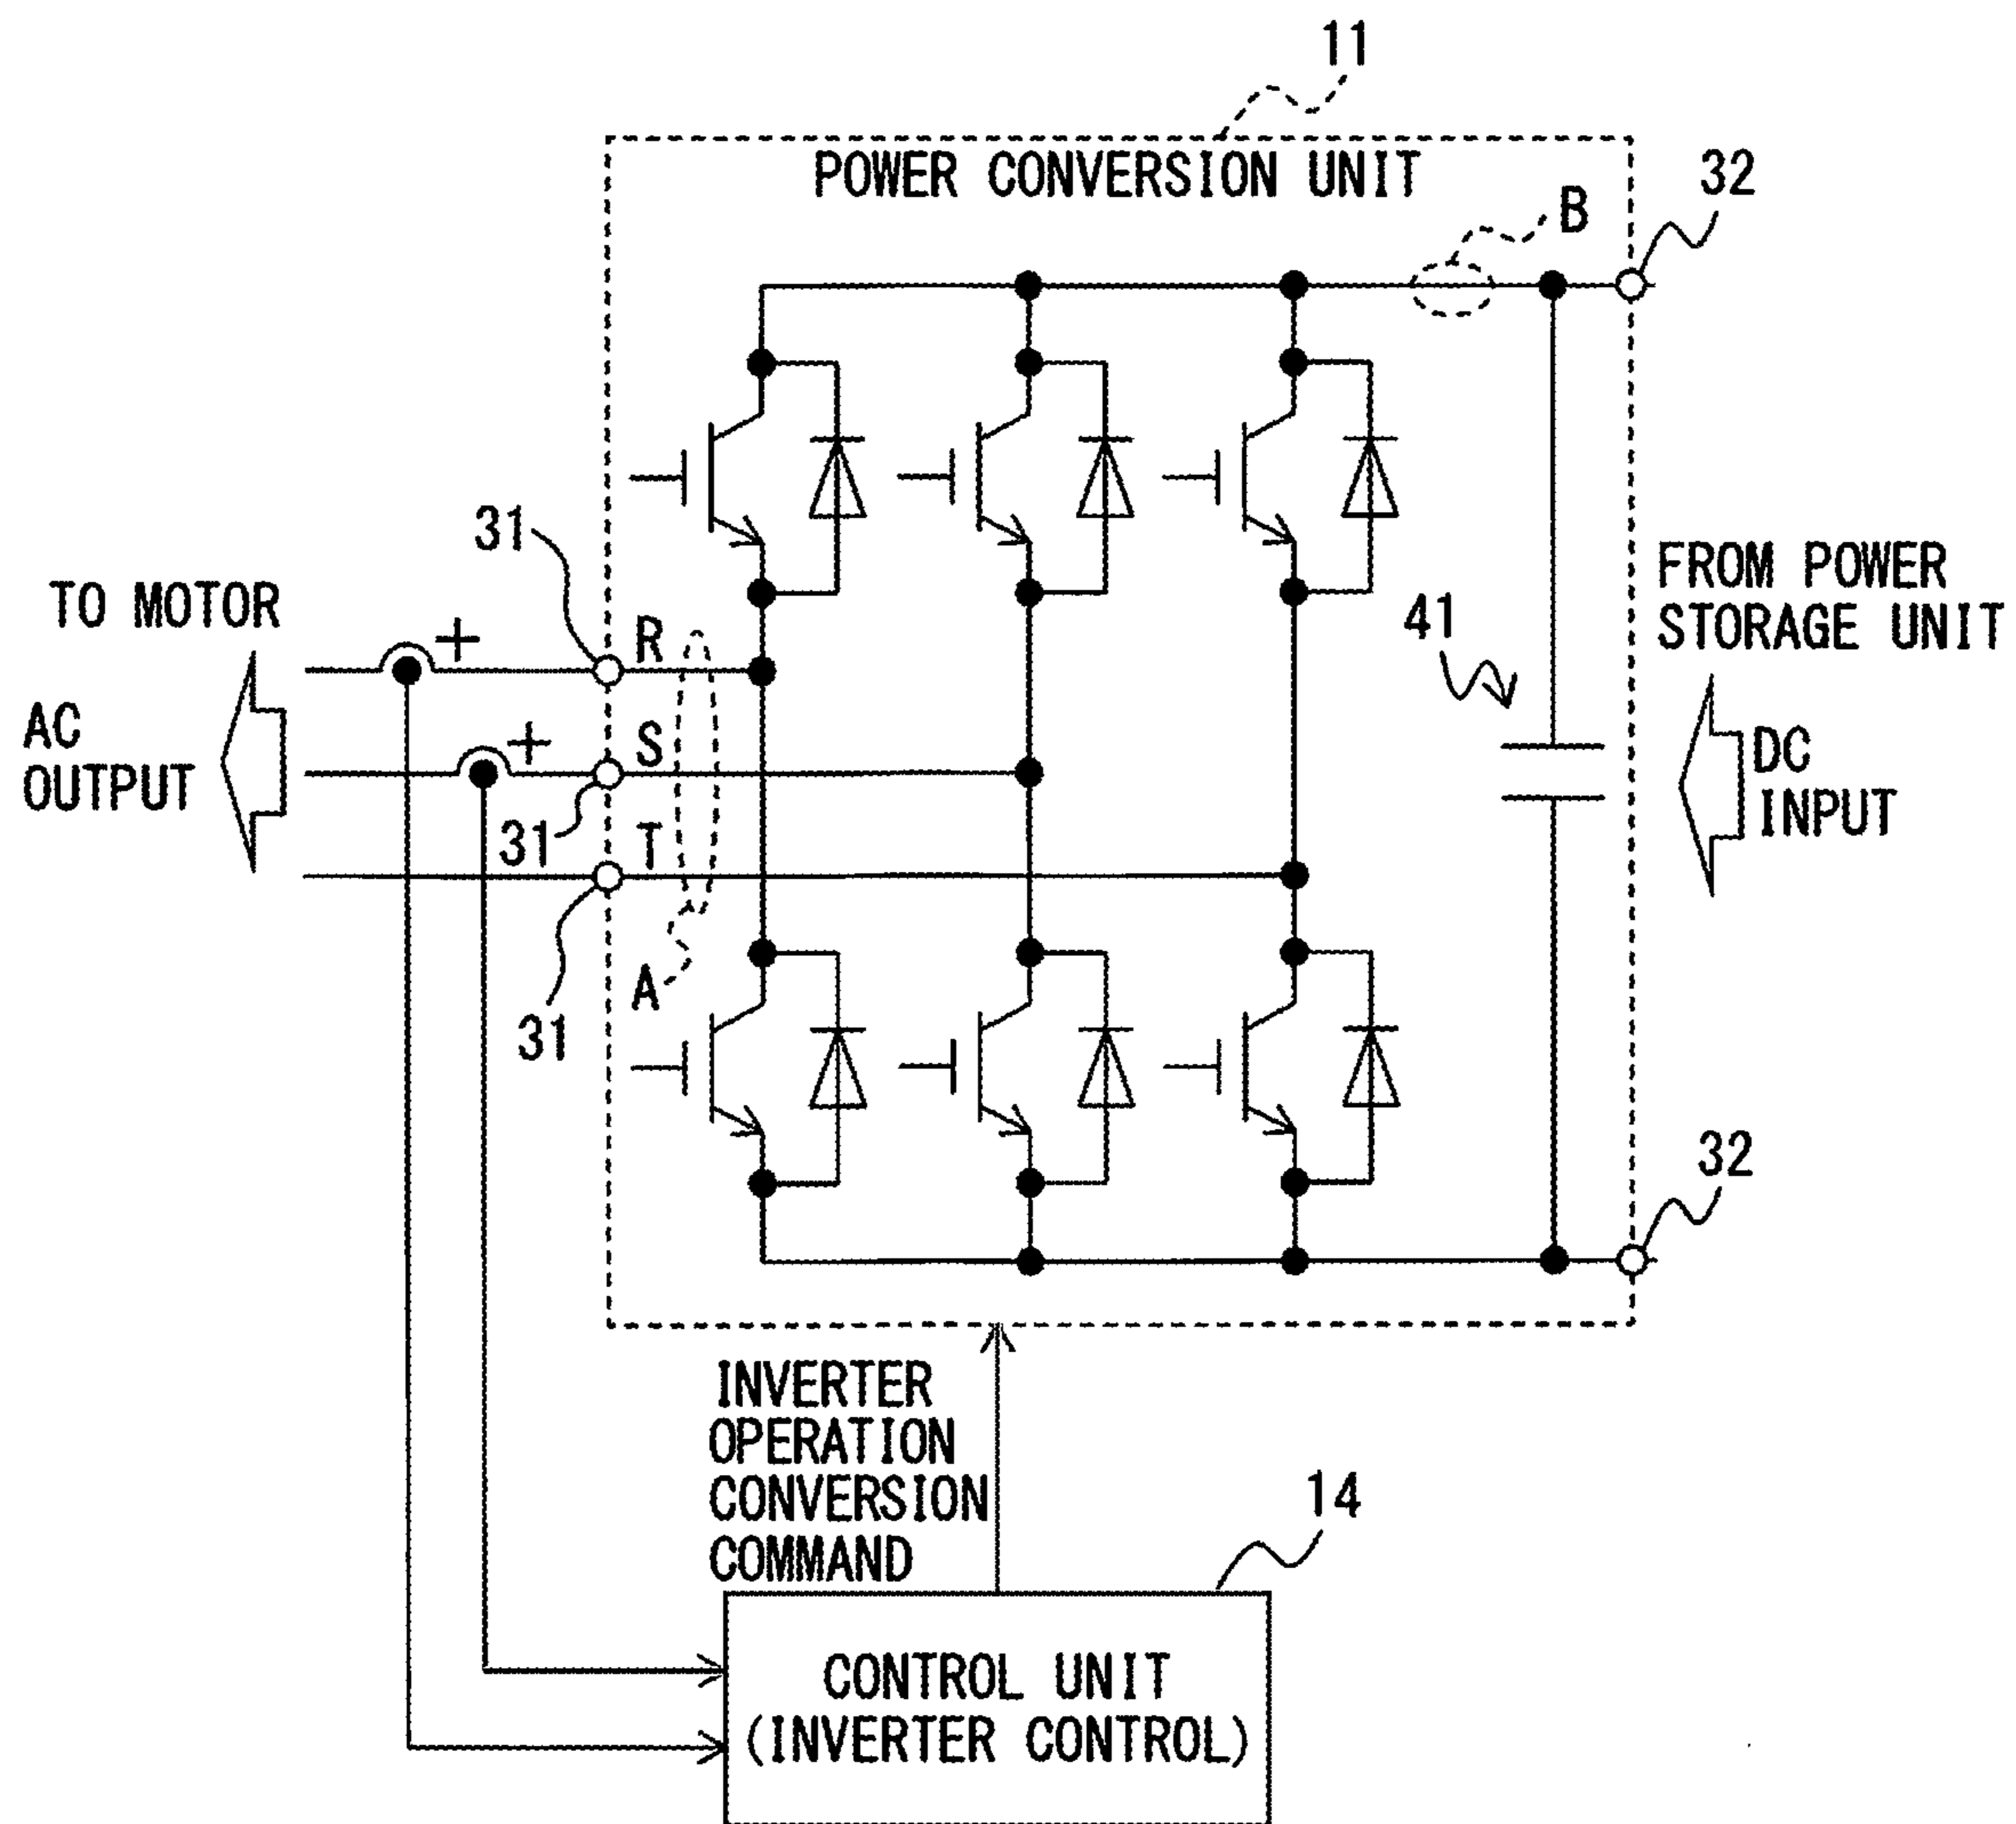 11
POWER CONVERSION UNIT
32
B
31
R
TO MOTOR
+
FROM POWER
STORAGE UNIT
41
S
+
AC
OUTPUT
DC
INPUT
31
T
A
31
32
INVERTER
OPERATION
CONVERSION
COMMAND
14
CONTROL UNIT
(INVERTER CONTROL)